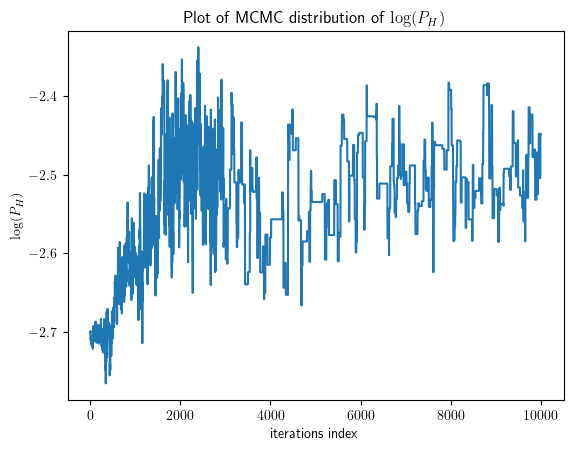 Plot of MCMC distribution of log(P_H)
log(P_H)
−2.4
−2.5
−2.6
−2.7
0 2000 4000 6000 8000 10000
iterations index